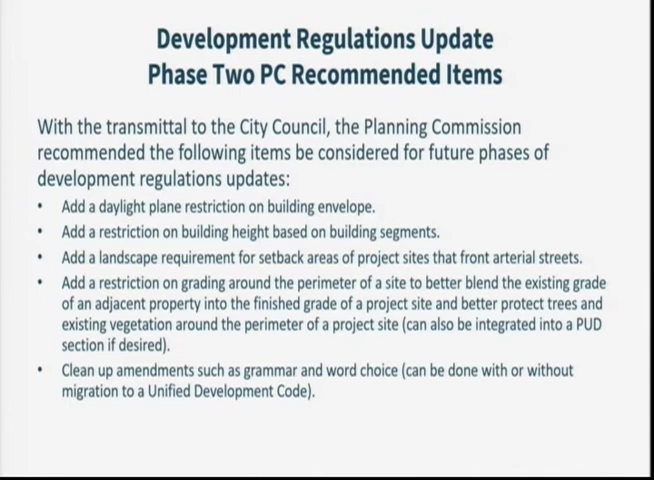 Development Regulations Update
Phase Two PC Recommended Items
With the transmittal to the City Council, the Planning Commission
recommended the following items be considered for future phases of
development regulations updates:
• Add a daylight plane restriction on building envelope.
• Add a restriction on building height based on building segments.
• Add a landscape requirement for setback areas of project sites that front arterial streets.
• Add a restriction on grading around the perimeter of a site to better blend the existing grade
of an adjacent property into the finished grade of a project site and better protect trees and
existing vegetation around the perimeter of a project site (can also be integrated into a PUD
section if desired).
• Clean up amendments such as grammar and word choice (can be done with or without
migration to a Unified Development Code).